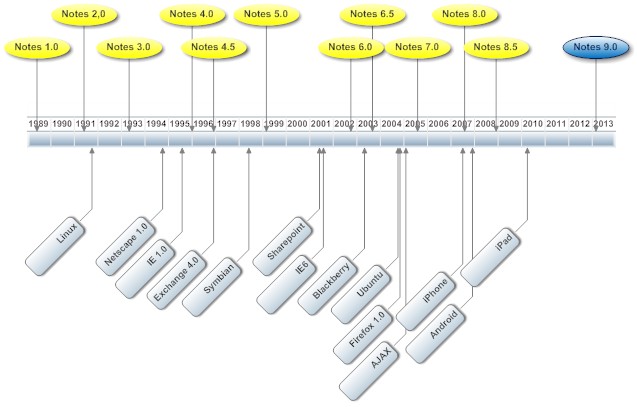 Notes 2,0
Notes 4.0
Notes 5.0
Notes 6.5
Notes 8.0
Notes 1.0
Notes 3.0
Notes 4.5
Notes 6.0
Notes 7.0
Notes 8.5
Notes 9.0
1989 1990 1991 1992 1993 1994 1995 1996 1997 1998 1999 2000 2001 2002 2003 2004 2005 2006 2007 2008 2009 2010 2011 2012 2013
Linux
Netscape 1.0
IE 1.0
Exchange 4.0
Symbian
Sharepoint
IE6
Blackberry
Ubuntu
Firefox 1.0
AJAX
iPhone
Android
iPad